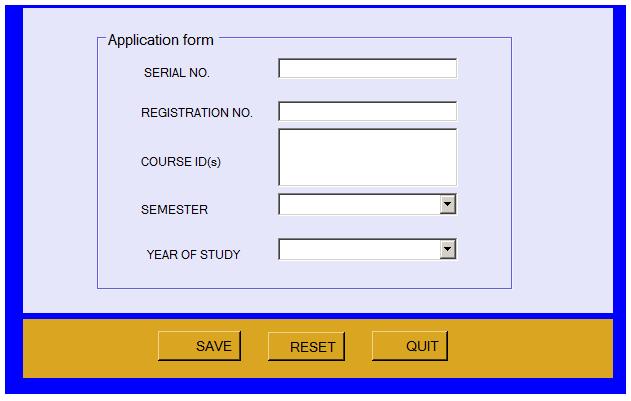 Application form
SERIAL NO.
REGISTRATION NO.
COURSE ID(s)
SEMESTER
YEAR OF STUDY
SAVE RESET QUIT